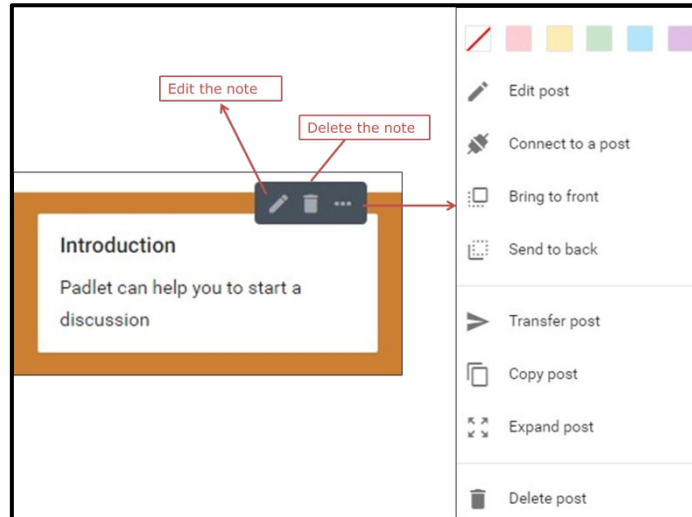 Edit the note
Delete the note
Introduction
Padlet can help you to start a
discussion
Edit post
Connect to a post
Bring to front
Send to back
Transfer post
Copy post
Expand post
Delete post